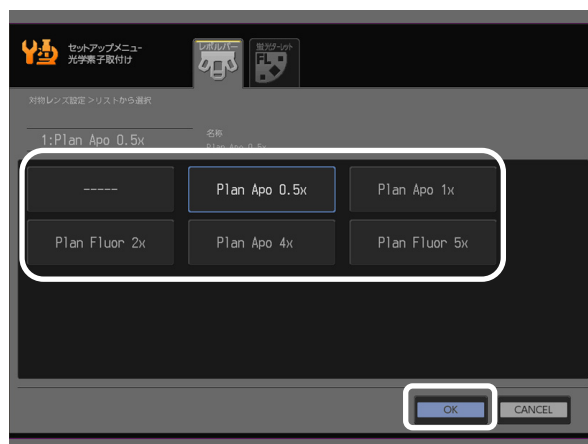 セットアップメニュー
光学素子取付け
レボルバー
蛍光ターレット
FL
対物レンズ設定 >リストから選択
1:Plan Apo 0.5x
名称
Plan Apo 0.5x
-----
Plan Apo 0.5x
Plan Apo 1x
Plan Fluor 2x
Plan Apo 4x
Plan Fluor 5x
OK
CANCEL